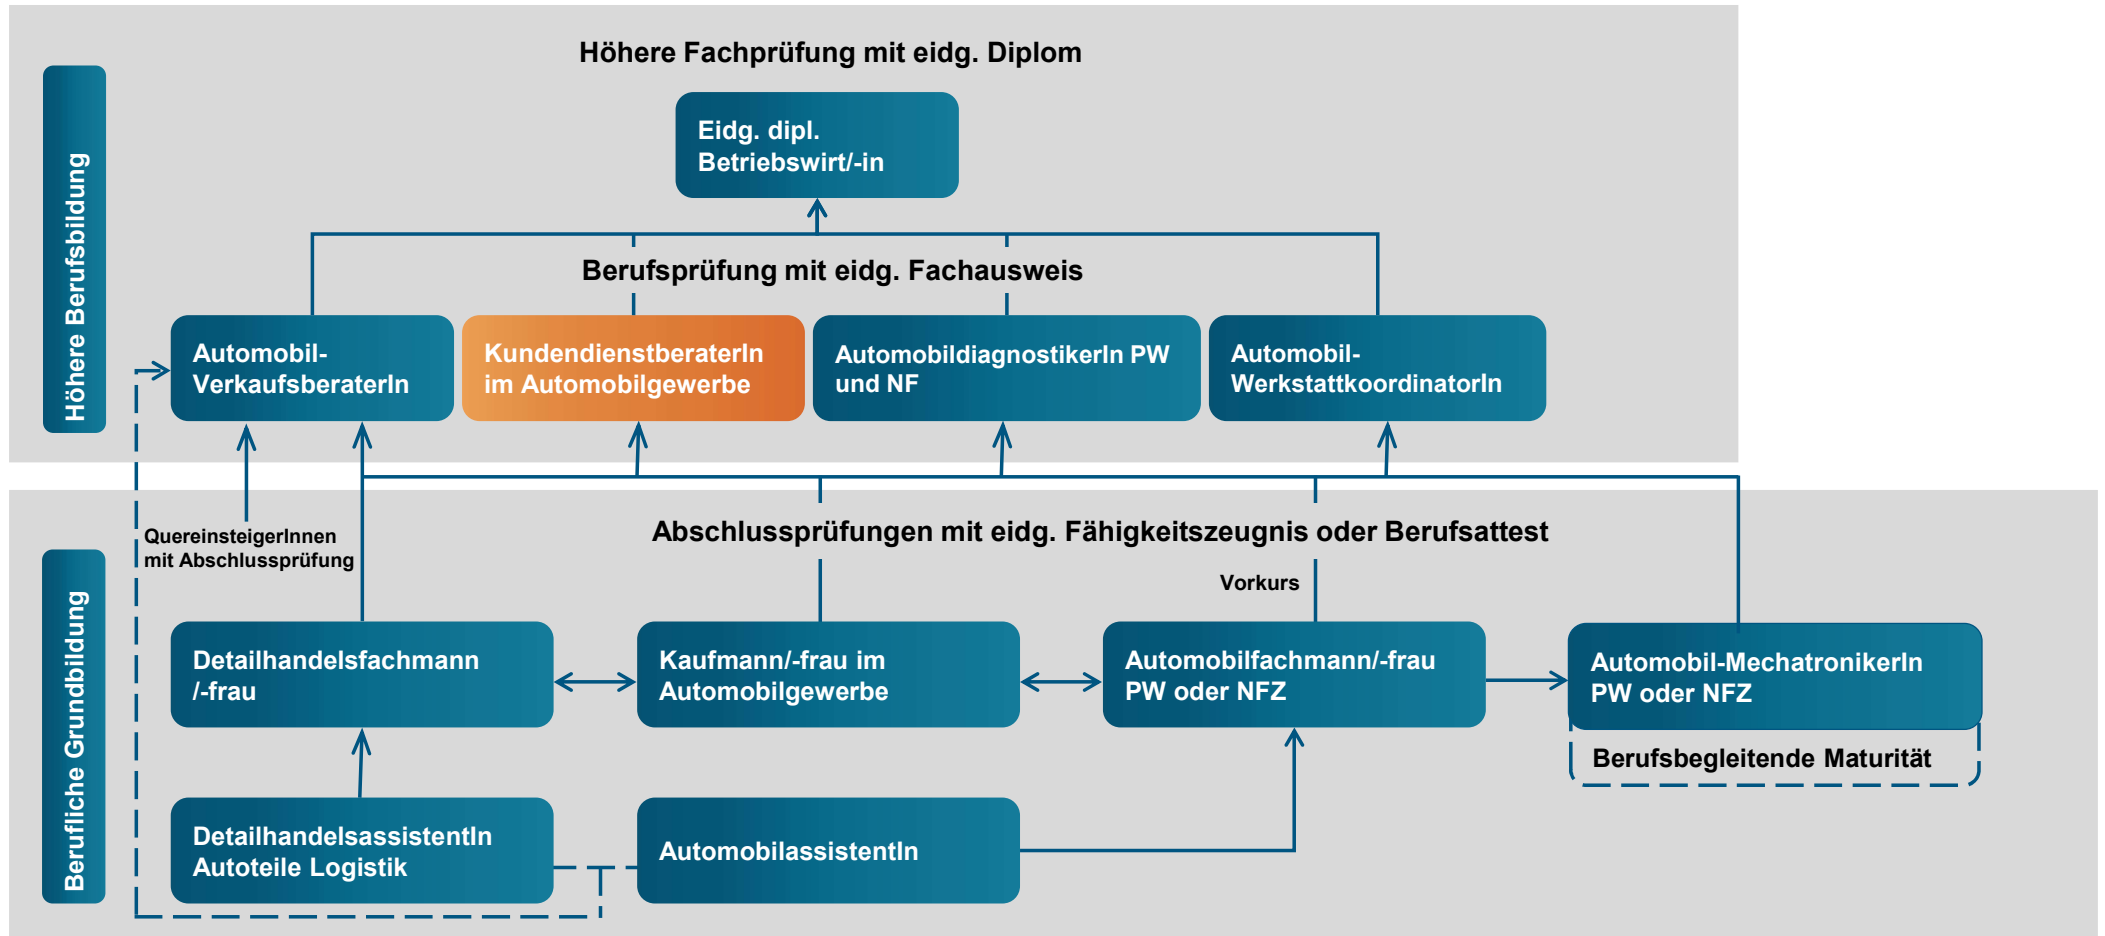 Höhere Fachprüfung mit eidg. Diplom
Höhere Berufsbildung
Eidg. dipl.
Betriebswirt/-in
Berufsprüfung mit eidg. Fachausweis
Automobil-
VerkaufsberaterIn
KundendienstberaterIn
im Automobilgewerbe
AutomobildiagnostikerIn PW
und NF
Automobil-
WerkstattkoordinatorIn
QuereinsteigerInnen
mit Abschlussprüfung
Abschlussprüfungen mit eidg. Fähigkeitszeugnis oder Berufsattest
Vorkurs
Berufliche Grundbildung
Detailhandelsfachmann
/-frau
Kaufmann/-frau im
Automobilgewerbe
Automobilfachmann/-frau
PW oder NFZ
Automobil-MechatronikerIn
PW oder NFZ
Berufsbegleitende Maturität
DetailhandelsassistentIn
Autoteile Logistik
AutomobilassistentIn